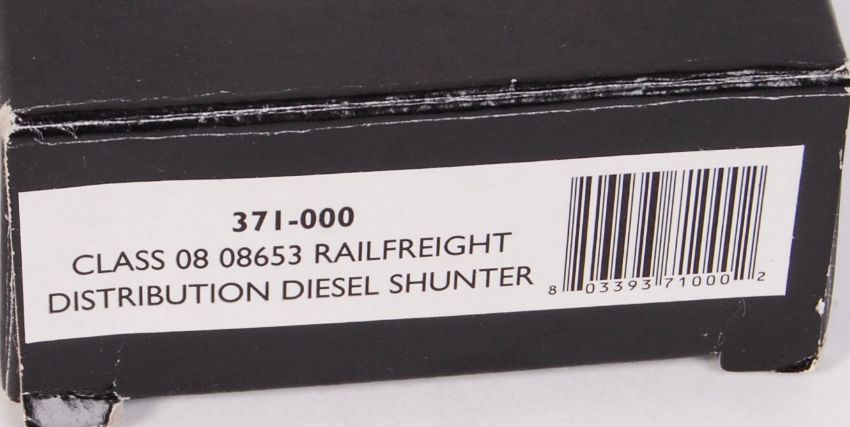 371-000
CLASS 08 08653 RAILFREIGHT
DISTRIBUTION DIESEL SHUNTER
8 03393 71000 2